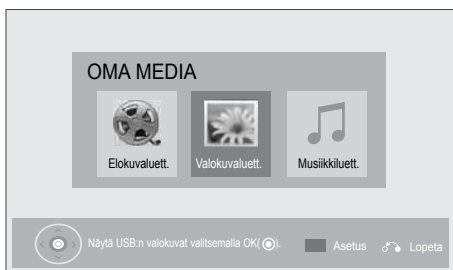 OMA MEDIA
Elokuvaluett. Valokuvaluett. Musiikkiluett.
Näytä USB:n valokuvat valitsemalla OK(◉). Asetus Lopeta